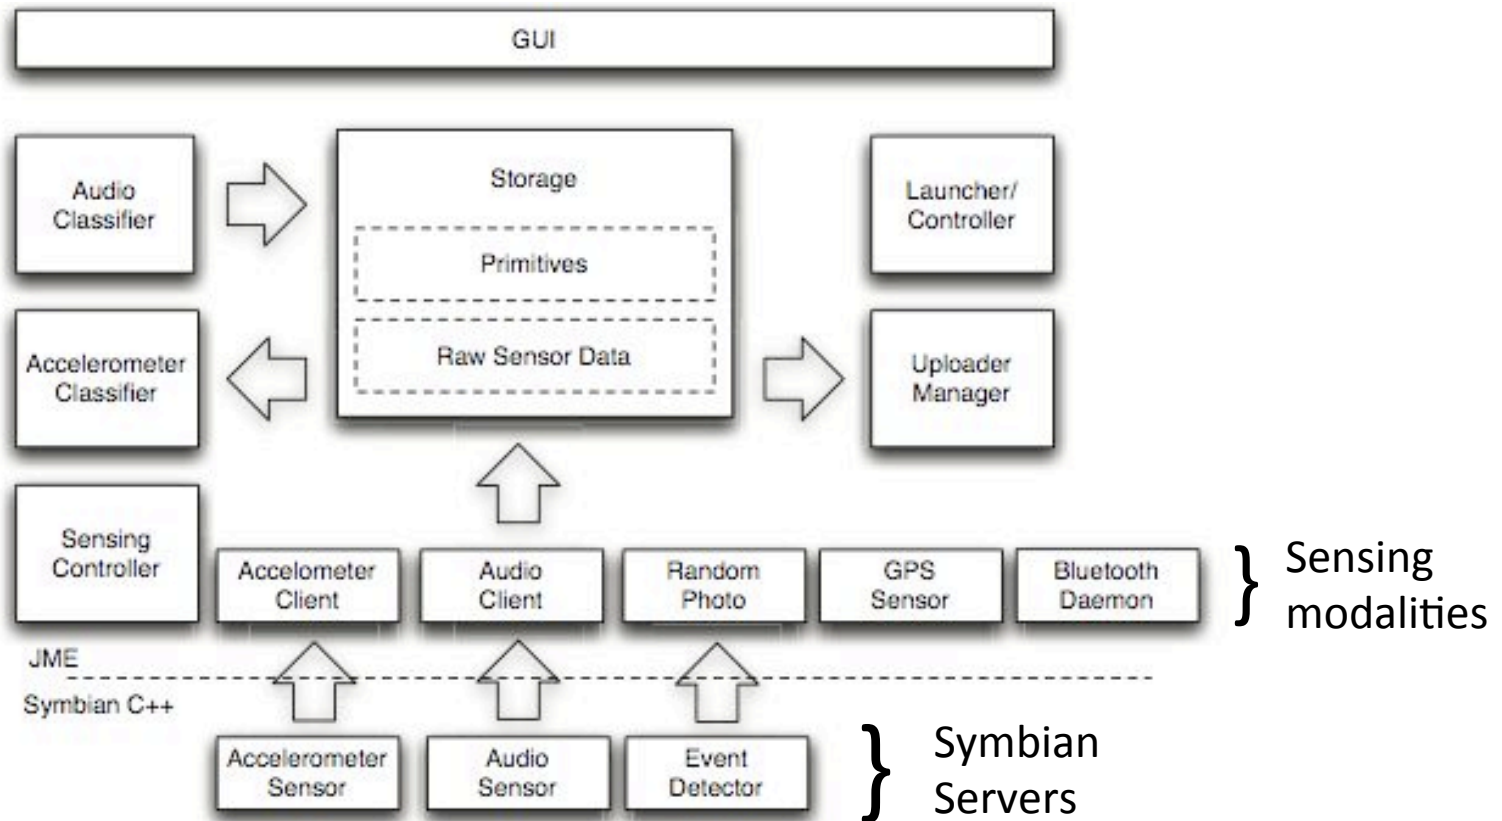 GUI
Audio
Classifier
Storage
Launcher/
Controller
Primitives
Accelerometer
Classifier
Raw Sensor Data
Uploader
Manager
Sensing
Controller
Accelometer
Client
Audio
Client
Random
Photo
GPS
Sensor
Bluetooth
Daemon
} Sensing
modalities
JME
Symbian C++
Accelerometer
Sensor
Audio
Sensor
Event
Detector
} Symbian
Servers